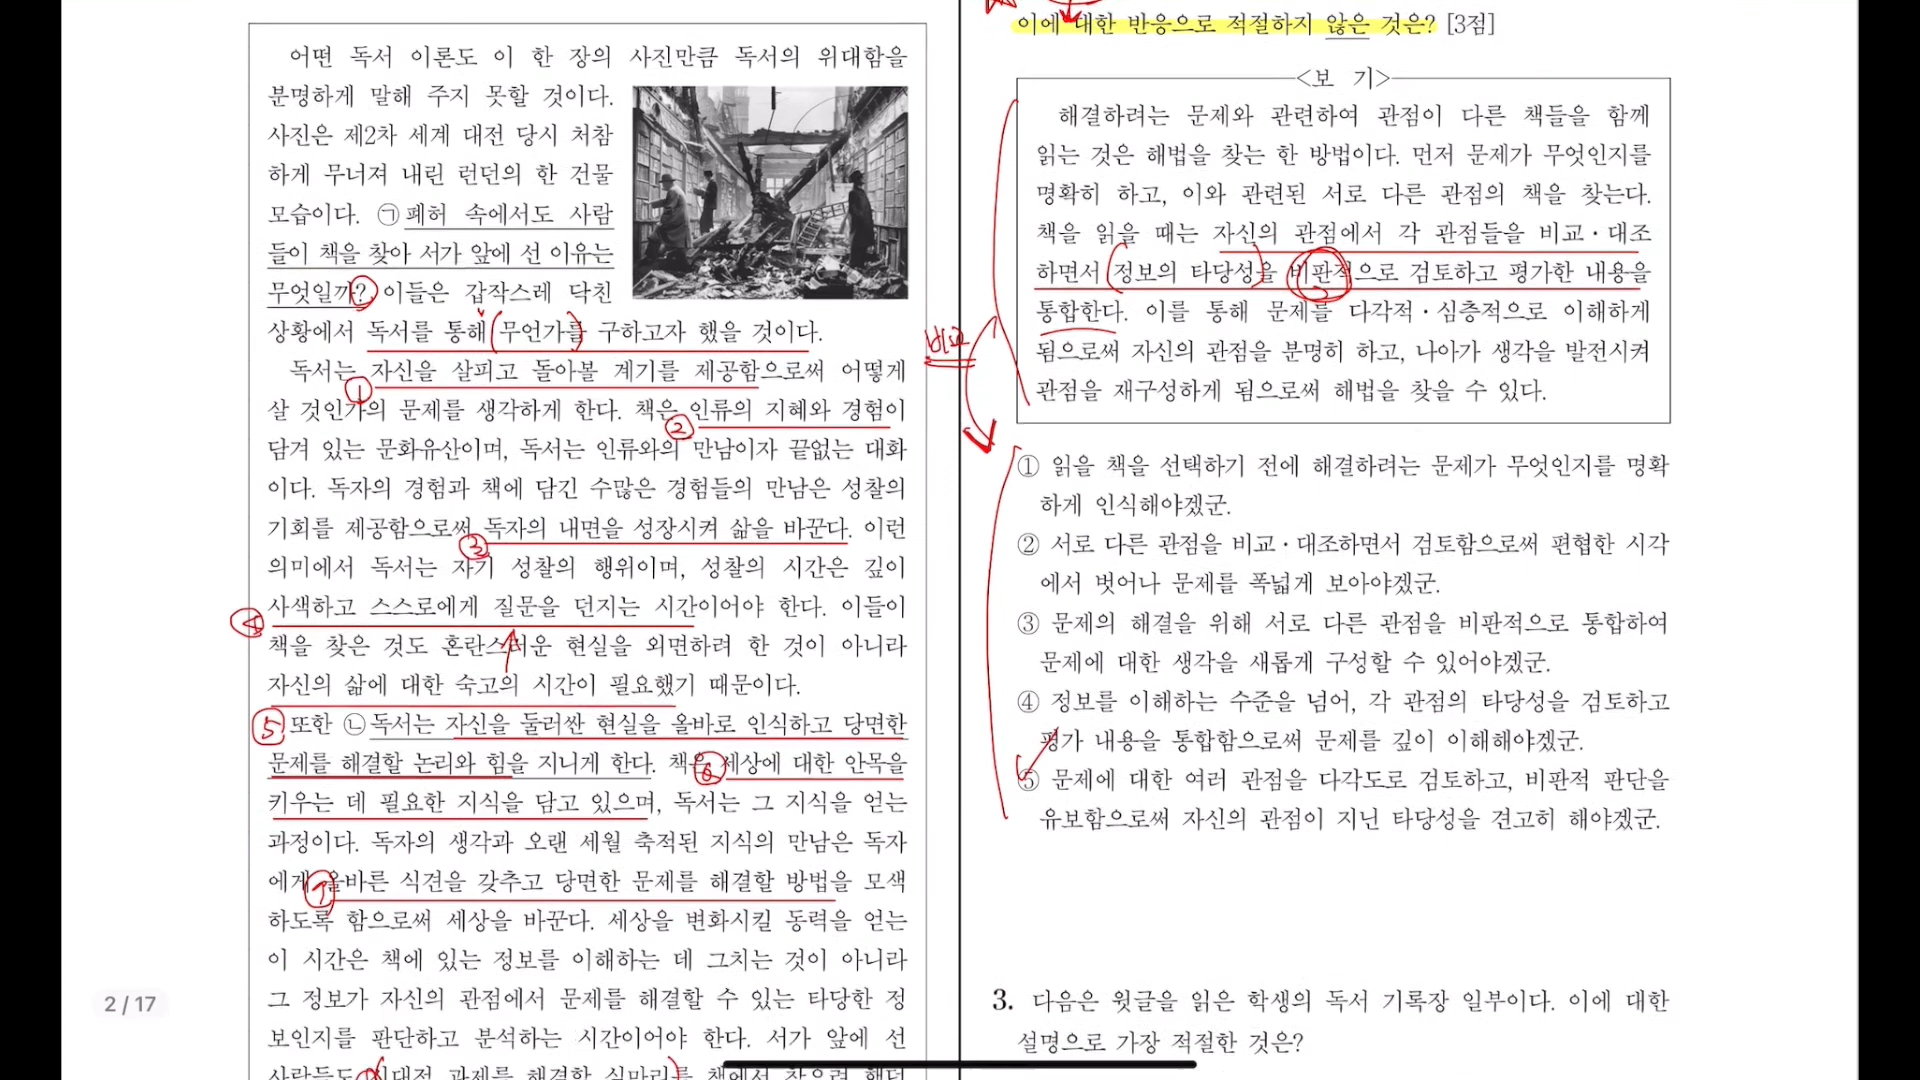 어떤 독서 이론도 이 한 장의 사진만큼 독서의 위대함을
분명하게 말해 주지 못할 것이다.
사진은 제2차 세계 대전 당시 처참
하게 무너져 내린 런던의 한 건물
모습이다. ㉠폐허 속에서도 사람
들이 책을 찾아 서가 앞에 선 이유는
무엇일까? 이들은 갑작스레 닥친
상황에서 독서를 통해 무언가를 구하고자 했을 것이다.
독서는 자신을 살피고 돌아볼 계기를 제공함으로써 어떻게
①
살 것인가의 문제를 생각하게 한다. 책은 인류의 지혜와 경험이
②
담겨 있는 문화유산이며, 독서는 인류와의 만남이자 끝없는 대화
이다. 독자의 경험과 책에 담긴 수많은 경험들의 만남은 성찰의
기회를 제공함으로써 독자의 내면을 성장시켜 삶을 바꾼다. 이런
③
의미에서 독서는 자기 성찰의 행위이며, 성찰의 시간은 깊이
④
사색하고 스스로에게 질문을 던지는 시간이어야 한다. 이들이
책을 찾은 것도 혼란스러운 현실을 외면하려 한 것이 아니라
자신의 삶에 대한 숙고의 시간이 필요했기 때문이다.
⑤ 또한 ㉡독서는 자신을 둘러싼 현실을 올바로 인식하고 당면한
문제를 해결할 논리와 힘을 지니게 한다. 책은 ⑥ 세상에 대한 안목을
키우는 데 필요한 지식을 담고 있으며, 독서는 그 지식을 얻는
과정이다. 독자의 생각과 오랜 세월 축적된 지식의 만남은 독자
에게 ⑦ 올바른 식견을 갖추고 당면한 문제를 해결할 방법을 모색
하도록 함으로써 세상을 바꾼다. 세상을 변화시킬 동력을 얻는
이 시간은 책에 있는 정보를 이해하는 데 그치는 것이 아니라
그 정보가 자신의 관점에서 문제를 해결할 수 있는 타당한 정
보인지를 판단하고 분석하는 시간이어야 한다. 서가 앞에 선
2 / 17
비교
이에 대한 반응으로 적절하지 않은 것은? [3점]
<보 기>
해결하려는 문제와 관련하여 관점이 다른 책들을 함께
읽는 것은 해법을 찾는 한 방법이다. 먼저 문제가 무엇인지를
명확히 하고, 이와 관련된 서로 다른 관점의 책을 찾는다.
책을 읽을 때는 자신의 관점에서 각 관점들을 비교·대조
하면서 정보의 타당성을 비판적으로 검토하고 평가한 내용을
통합한다. 이를 통해 문제를 다각적·심층적으로 이해하게
됨으로써 자신의 관점을 분명히 하고, 나아가 생각을 발전시켜
관점을 재구성하게 됨으로써 해법을 찾을 수 있다.
① 읽을 책을 선택하기 전에 해결하려는 문제가 무엇인지를 명확
하게 인식해야겠군.
② 서로 다른 관점을 비교·대조하면서 검토함으로써 편협한 시각
에서 벗어나 문제를 폭넓게 보아야겠군.
③ 문제의 해결을 위해 서로 다른 관점을 비판적으로 통합하여
문제에 대한 생각을 새롭게 구성할 수 있어야겠군.
④ 정보를 이해하는 수준을 넘어, 각 관점의 타당성을 검토하고
평가 내용을 통합함으로써 문제를 깊이 이해해야겠군.
⑤ 문제에 대한 여러 관점을 다각도로 검토하고, 비판적 판단을
유보함으로써 자신의 관점이 지닌 타당성을 견고히 해야겠군.
3. 다음은 윗글을 읽은 학생의 독서 기록장 일부이다. 이에 대한
설명으로 가장 적절한 것은?